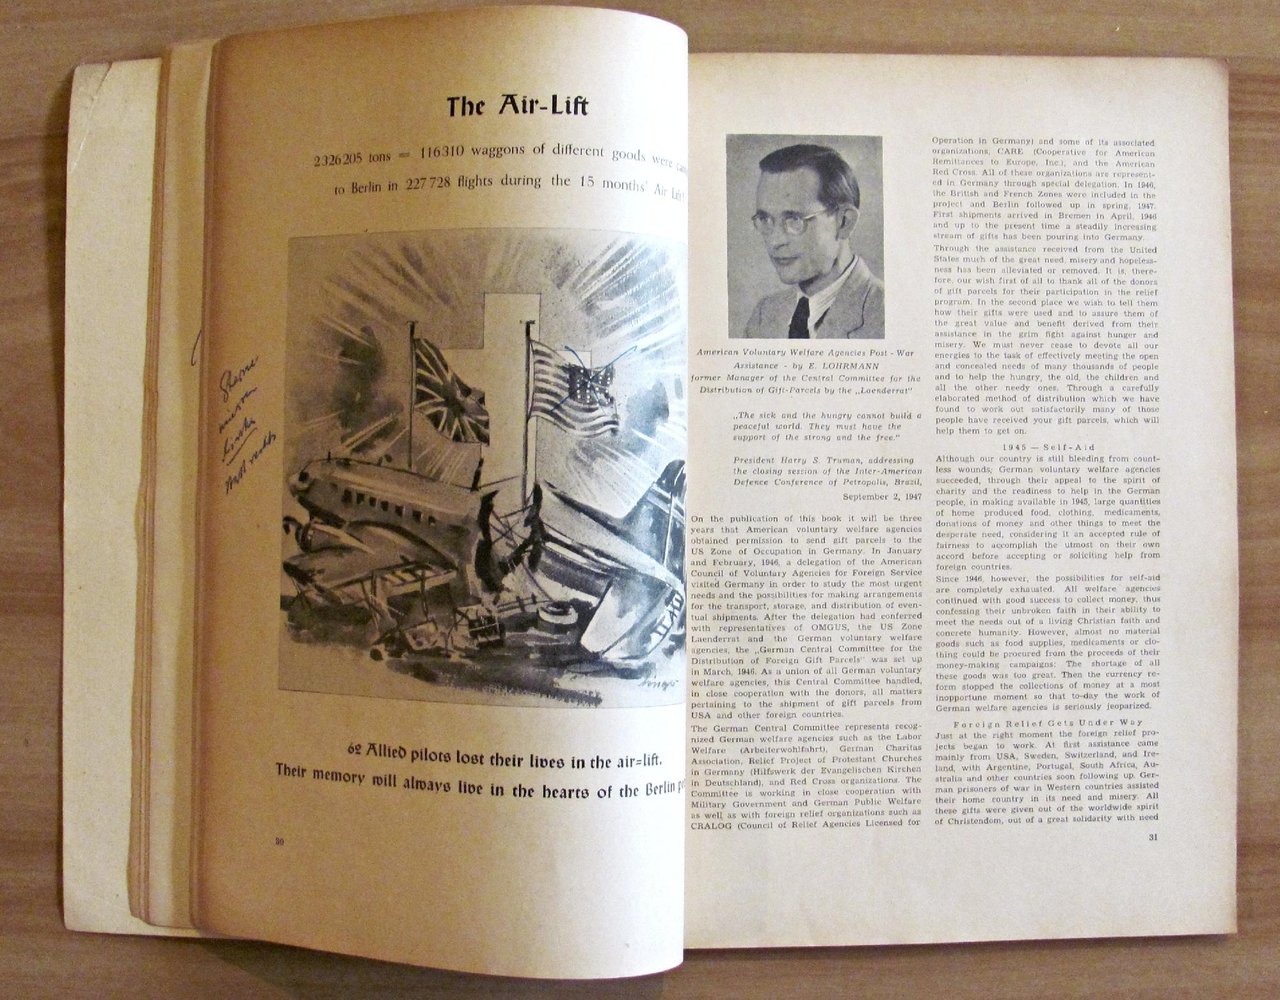 The Air-Lift
2 326 205 tons = 116 310 waggons of different goods were
to Berlin in 227 728 flights during the 15 months' Air Lift
62 Allied pilots lost their lives in the air=lift.
Their memory will always live in the hearts of the Berlin
30
American Voluntary Welfare Agencies Post - War
Assistance - by E. LOHRMANN
former Manager of the Central Committee for the
Distribution of Gift-Parcels by the „Laenderrat"
„The sick and the hungry cannot build a
peaceful world. They must have the
support of the strong and the free."
President Harry S. Truman, addressing
the closing session of the Inter-American
Defence Conference of Petropolis, Brazil,
September 2, 1947
On the publication of this book it will be three
years that American voluntary welfare agencies
obtained permission to send gift parcels to the
US Zone of Occupation in Germany. In January
and February, 1946, a delegation of the American
Council of Voluntary Agencies for Foreign Service
visited Germany in order to study the most urgent
needs and the possibilities for making arrangements
for the transport, storage, and distribution of even-
tual shipments. After the delegation had conferred
with representatives of OMGUS, the US Zone
Laenderrat and the German voluntary welfare
agencies, the „German Central Committee for the
Distribution of Foreign Gift Parcels" was set up
in March, 1946. As a union of all German voluntary
welfare agencies, this Central Committee handled,
in close cooperation with the donors, all matters
pertaining to the shipment of gift parcels from
USA and other foreign countries.
The German Central Committee represents recog-
nized German welfare agencies such as the Labor
Welfare (Arbeiterwohlfahrt), German Charitas
Association, Relief Project of Protestant Churches
in Germany (Hilfswerk der Evangelischen Kirchen
in Deutschland), and Red Cross organizations. The
Committee is working in close cooperation with
Military Government and German Public Welfare
as well as with foreign relief organizations such as
CRALOG (Council of Relief Agencies Licensed for
Operation in Germany) and some of its associated
organizations, CARE (Cooperative for American
Remittances to Europe, Inc.), and the American
Red Cross. All of these organizations are represent-
ed in Germany through special delegation. In 1946,
the British and French Zones were included in the
project and Berlin followed up in spring, 1947.
First shipments arrived in Bremen in April, 1946
and up to the present time a steadily increasing
stream of gifts has been pouring into Germany.
Through the assistance received from the United
States much of the great need, misery and hopeless-
ness has been alleviated or removed. It is, there-
fore, our wish first of all to thank all of the donors
of gift parcels for their participation in the relief
program. In the second place we wish to tell them
how their gifts were used and to assure them of
the great value and benefit derived from their
assistance in the grim fight against hunger and
misery. We must never cease to devote all our
energies to the task of effectively meeting the open
and concealed needs of many thousands of people
and to help the hungry, the old, the children and
all the other needy ones. Through a carefully
elaborated method of distribution which we have
found to work out satisfactorily many of those
people have received your gift parcels, which will
help them to get on.
1945 — Self-Aid
Although our country is still bleeding from count-
less wounds, German voluntary welfare agencies
succeeded, through their appeal to the spirit of
charity and the readiness to help in the German
people, in making available in 1945, large quantities
of home produced food, clothing, medicaments,
donations of money and other things to meet the
desperate need, considering it an accepted rule of
fairness to accomplish the utmost on their own
accord before accepting or soliciting help from
foreign countries.
Since 1946, however, the possibilities for self-aid
are completely exhausted. All welfare agencies
continued with good success to collect money, thus
confessing their unbroken faith in their ability to
meet the needs out of a living Christian faith and
concrete humanity. However, almost no material
goods such as food supplies, medicaments or clo-
thing could be procured from the proceeds of their
money-making campaigns: The shortage of all
these goods was too great. Then the currency re-
form stopped the collections of money at a most
inopportune moment so that to-day the work of
German welfare agencies is seriously jeoparized.
Foreign Relief Gets Under Way
Just at the right moment the foreign relief pro-
jects began to work. At first assistance came
mainly from USA, Sweden, Switzerland, and Ire-
land, with Argentine, Portugal, South Africa, Au-
stralia and other countries soon following up. Ger-
man prisoners of war in Western countries assisted
their home country in its need and misery. All
these gifts were given out of the worldwide spirit
of Christendom, out of a great solidarity with need
31